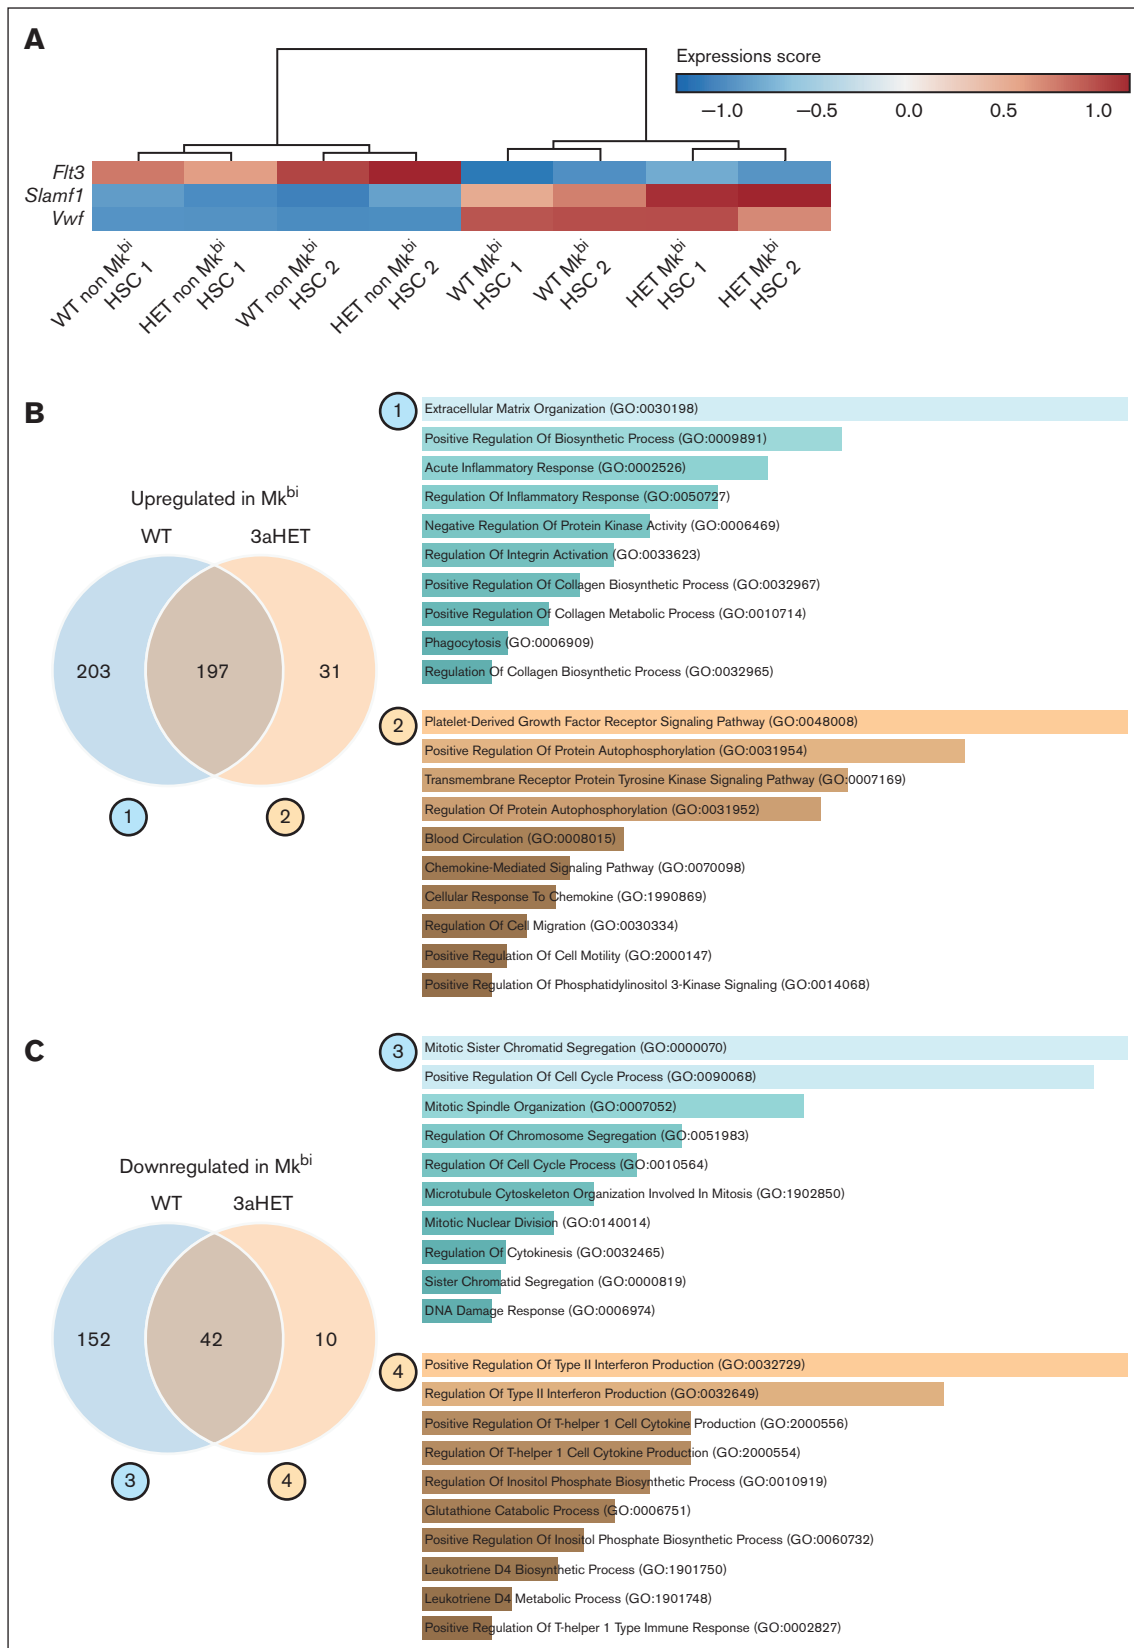 A
Expressions score
−1.0 −0.5 0.0 0.5 1.0
Flt3
Slamf1
Vwf
WT non Mkbi HSC 1
HET non Mkbi HSC 1
WT non Mkbi HSC 2
HET non Mkbi HSC 2
WT Mkbi HSC 1
WT Mkbi HSC 2
HET Mkbi HSC 1
HET Mkbi HSC 2
B
Upregulated in Mkbi
WT 3aHET
203 197 31
1 2
1
Extracellular Matrix Organization (GO:0030198)
Positive Regulation Of Biosynthetic Process (GO:0009891)
Acute Inflammatory Response (GO:0002526)
Regulation Of Inflammatory Response (GO:0050727)
Negative Regulation Of Protein Kinase Activity (GO:0006469)
Regulation Of Integrin Activation (GO:0033623)
Positive Regulation Of Collagen Biosynthetic Process (GO:0032967)
Positive Regulation Of Collagen Metabolic Process (GO:0010714)
Phagocytosis (GO:0006909)
Regulation Of Collagen Biosynthetic Process (GO:0032965)
2
Platelet-Derived Growth Factor Receptor Signaling Pathway (GO:0048008)
Positive Regulation Of Protein Autophosphorylation (GO:0031954)
Transmembrane Receptor Protein Tyrosine Kinase Signaling Pathway (GO:0007169)
Regulation Of Protein Autophosphorylation (GO:0031952)
Blood Circulation (GO:0008015)
Chemokine-Mediated Signaling Pathway (GO:0070098)
Cellular Response To Chemokine (GO:1990869)
Regulation Of Cell Migration (GO:0030334)
Positive Regulation Of Cell Motility (GO:2000147)
Positive Regulation Of Phosphatidylinositol 3-Kinase Signaling (GO:0014068)
C
Downregulated in Mkbi
WT 3aHET
152 42 10
3 4
3
Mitotic Sister Chromatid Segregation (GO:0000070)
Positive Regulation Of Cell Cycle Process (GO:0090068)
Mitotic Spindle Organization (GO:0007052)
Regulation Of Chromosome Segregation (GO:0051983)
Regulation Of Cell Cycle Process (GO:0010564)
Microtubule Cytoskeleton Organization Involved In Mitosis (GO:1902850)
Mitotic Nuclear Division (GO:0140014)
Regulation Of Cytokinesis (GO:0032465)
Sister Chromatid Segregation (GO:0000819)
DNA Damage Response (GO:0006974)
4
Positive Regulation Of Type II Interferon Production (GO:0032729)
Regulation Of Type II Interferon Production (GO:0032649)
Positive Regulation Of T-helper 1 Cell Cytokine Production (GO:2000556)
Regulation Of T-helper 1 Cell Cytokine Production (GO:2000554)
Regulation Of Inositol Phosphate Biosynthetic Process (GO:0010919)
Glutathione Catabolic Process (GO:0006751)
Positive Regulation Of Inositol Phosphate Biosynthetic Process (GO:0060732)
Leukotriene D4 Biosynthetic Process (GO:1901750)
Leukotriene D4 Metabolic Process (GO:1901748)
Positive Regulation Of T-helper 1 Type Immune Response (GO:0002827)